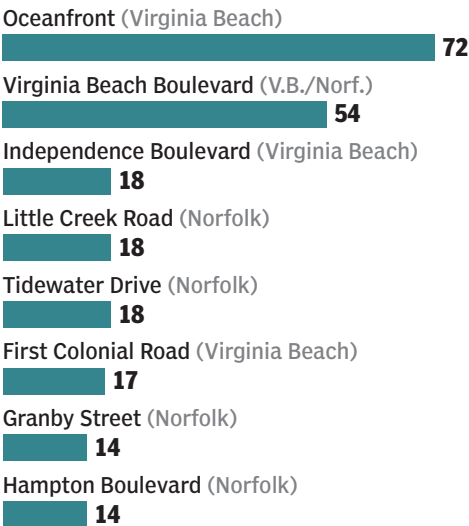 Oceanfront (Virginia Beach)
72
Virginia Beach Boulevard (V.B./Norf.)
54
Independence Boulevard (Virginia Beach)
18
Little Creek Road (Norfolk)
18
Tidewater Drive (Norfolk)
18
First Colonial Road (Virginia Beach)
17
Granby Street (Norfolk)
14
Hampton Boulevard (Norfolk)
14